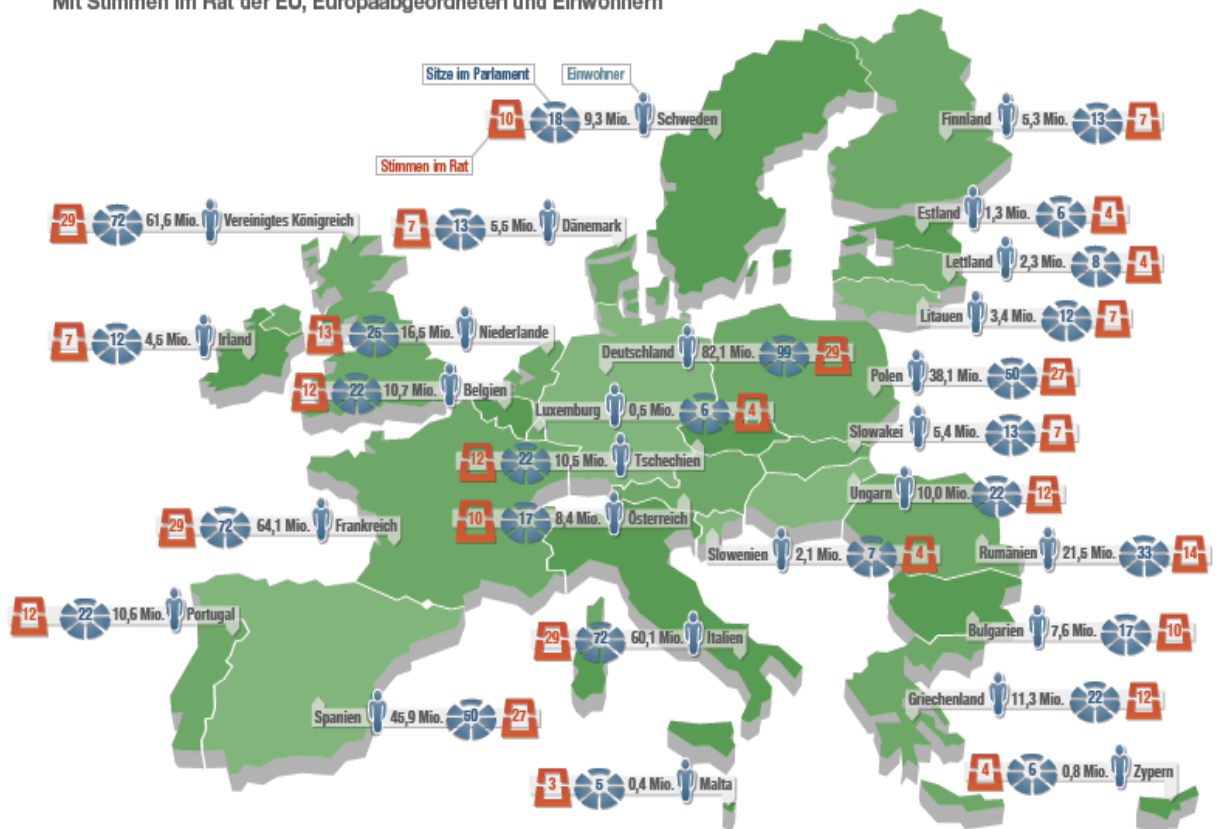 Mit Stimmen im Rat der EU, Europaabgeordneten und Einwohnern
Sitze im Parlament
Einwohner
10 18 9,3 Mio. Schweden
Stimmen im Rat
Finnland 5,3 Mio. 13 7
29 72 61,6 Mio. Vereinigtes Königreich
7 13 5,5 Mio. Dänemark
Estland 1,3 Mio. 6 4
Lettland 2,3 Mio. 8 4
Litauen 3,4 Mio. 12 7
7 12 4,5 Mio. Irland
13 25 16,5 Mio. Niederlande
Deutschland 82,1 Mio. 99 29
Polen 38,1 Mio. 50 27
12 22 10,7 Mio. Belgien
Luxemburg 0,5 Mio. 6 4
Slowakei 5,4 Mio. 13 7
12 22 10,5 Mio. Tschechien
Ungarn 10,0 Mio. 22 12
29 72 64,1 Mio. Frankreich
10 17 8,4 Mio. Österreich
Slowenien 2,1 Mio. 7 4
Rumänien 21,5 Mio. 33 14
12 22 10,6 Mio. Portugal
29 72 60,1 Mio. Italien
Bulgarien 7,6 Mio. 17 10
Spanien 45,9 Mio. 50 27
Griechenland 11,3 Mio. 22 12
3 5 0,4 Mio. Malta
4 6 0,8 Mio. Zypern